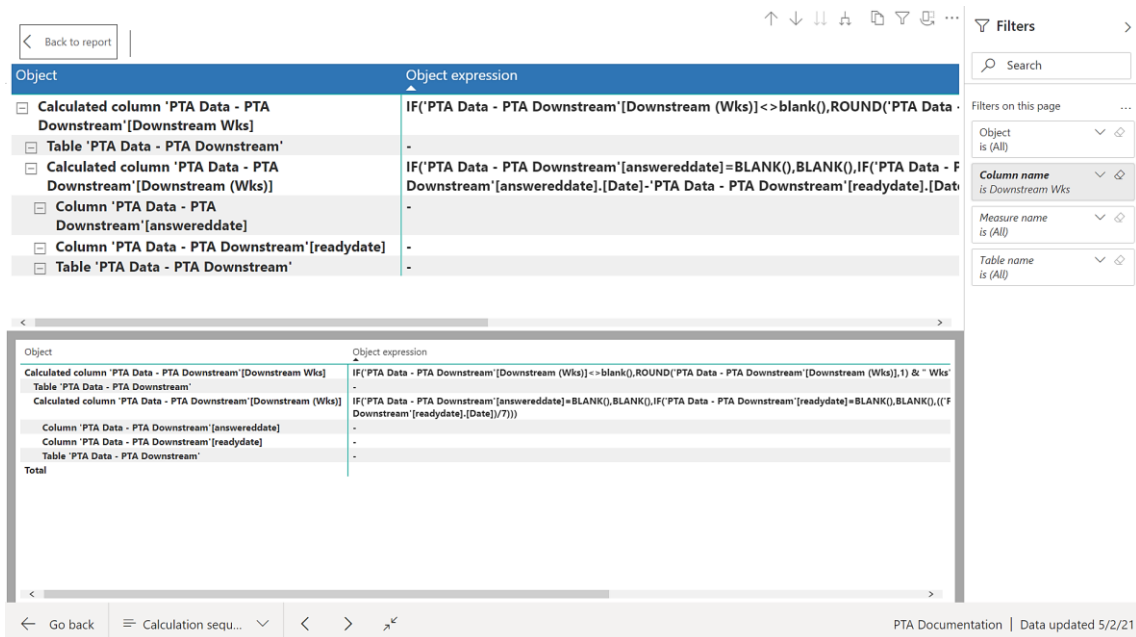 Back to report
Object Object expression
Calculated column 'PTA Data - PTA IF('PTA Data - PTA Downstream'[Downstream (Wks)]<>blank(),ROUND('PTA Data -
Downstream'[Downstream Wks]
Table 'PTA Data - PTA Downstream' -
Calculated column 'PTA Data - PTA IF('PTA Data - PTA Downstream'[answereddate]=BLANK(),BLANK(),IF('PTA Data - P
Downstream'[Downstream (Wks)] Downstream'[answereddate].[Date]-'PTA Data - PTA Downstream'[readydate].[Date
Column 'PTA Data - PTA -
Downstream'[answereddate]
Column 'PTA Data - PTA Downstream'[readydate] -
Table 'PTA Data - PTA Downstream' -
Object Object expression
Calculated column 'PTA Data - PTA Downstream'[Downstream Wks] IF('PTA Data - PTA Downstream'[Downstream (Wks)]<>blank(),ROUND('PTA Data - PTA Downstream'[Downstream (Wks)],1) & " Wks"
Table 'PTA Data - PTA Downstream' -
Calculated column 'PTA Data - PTA Downstream'[Downstream (Wks)] IF('PTA Data - PTA Downstream'[answereddate]=BLANK(),BLANK(),IF('PTA Data - PTA Downstream'[readydate]=BLANK(),BLANK(),(('P
Downstream'[readydate].[Date])/7)))
Column 'PTA Data - PTA Downstream'[answereddate] -
Column 'PTA Data - PTA Downstream'[readydate] -
Table 'PTA Data - PTA Downstream' -
Total
Filters
Search
Filters on this page
Object
is (All)
Column name
is Downstream Wks
Measure name
is (All)
Table name
is (All)
Go back Calculation sequ... PTA Documentation | Data updated 5/2/21